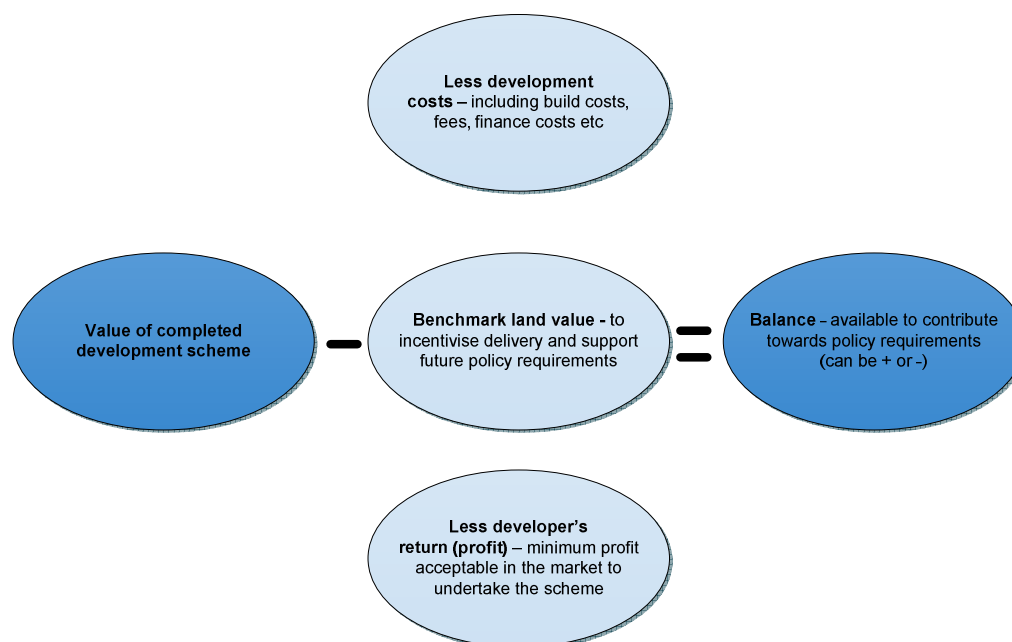 Less development
costs – including build costs,
fees, finance costs etc
Value of completed
development scheme
Benchmark land value - to
incentivise delivery and support
future policy requirements
Balance – available to contribute
towards policy requirements
(can be + or -)
Less developer's
return (profit) – minimum profit
acceptable in the market to
undertake the scheme